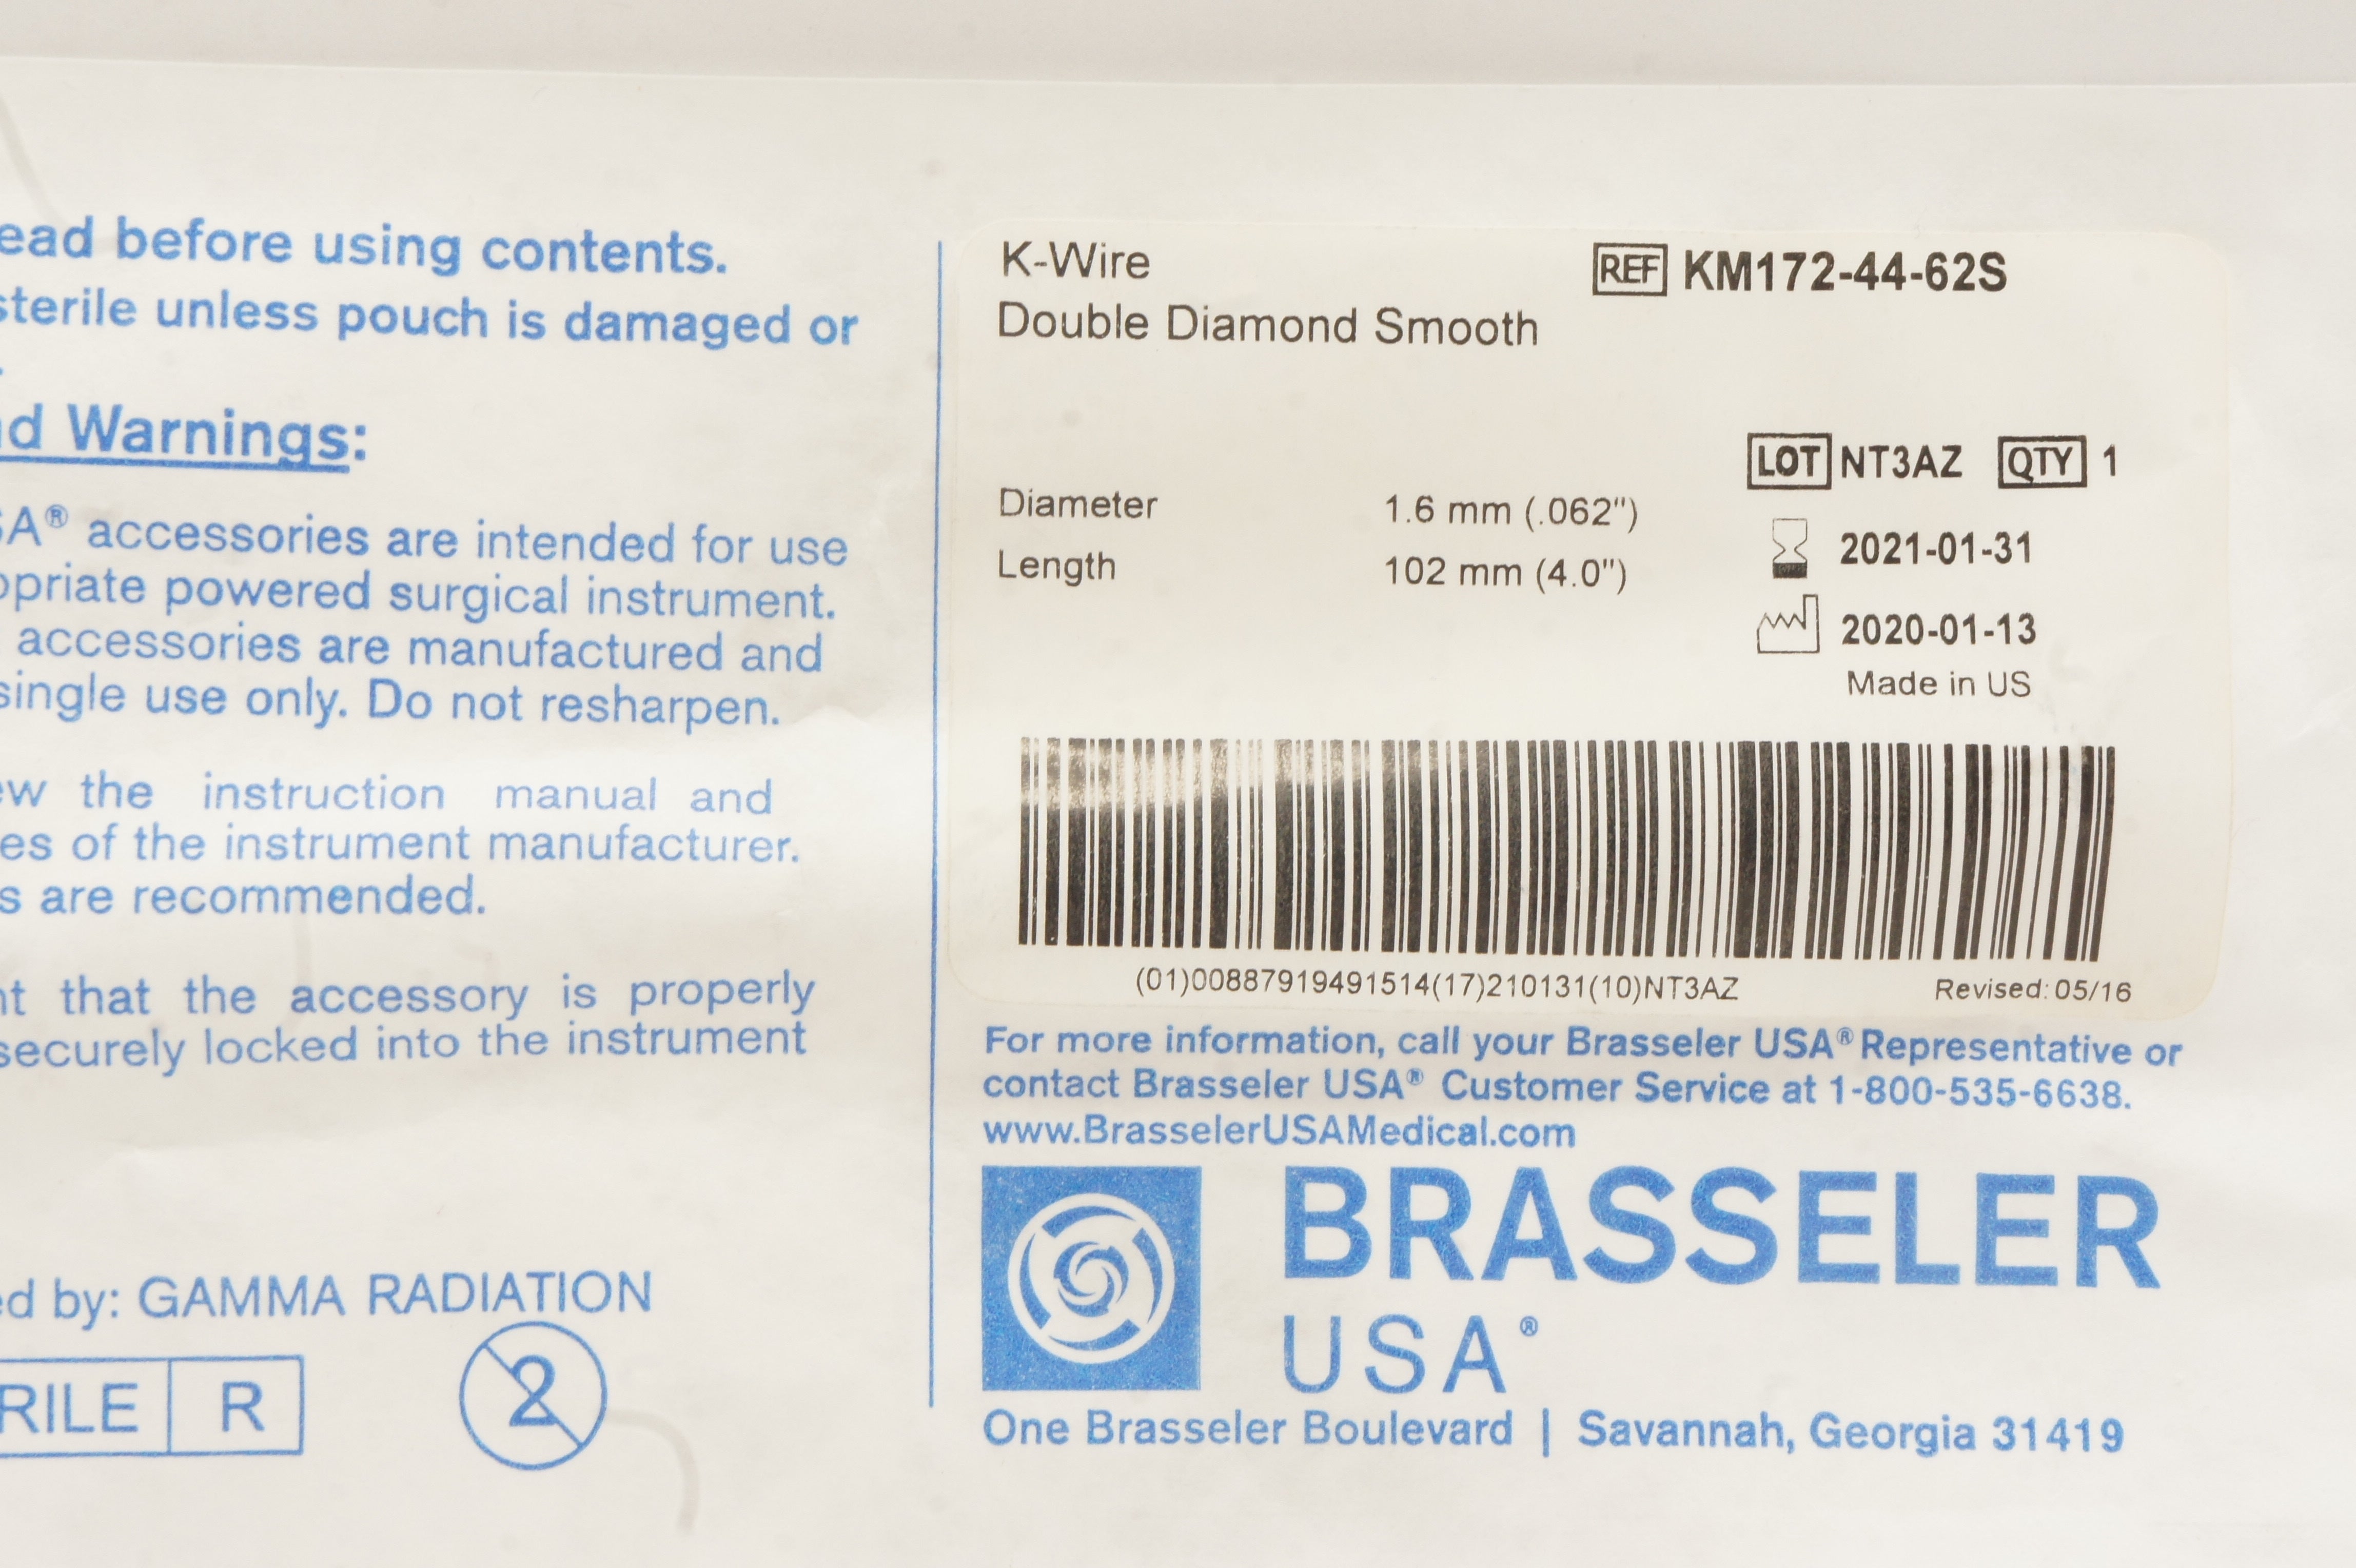 ead before using contents.
sterile unless pouch is damaged or
d Warnings:
SA® accessories are intended for use
opriate powered surgical instrument.
accessories are manufactured and
single use only. Do not resharpen.
ew the instruction manual and
es of the instrument manufacturer.
s are recommended.
nt that the accessory is properly
securely locked into the instrument
ed by: GAMMA RADIATION
RILE R
2
K-Wire
REF KM172-44-62S
Double Diamond Smooth
LOT NT3AZ QTY 1
Diameter 1.6 mm (.062")
2021-01-31
Length 102 mm (4.0")
2020-01-13
Made in US
(01)00887919491514(17)210131(10)NT3AZ
Revised: 05/16
For more information, call your Brasseler USA® Representative or
contact Brasseler USA® Customer Service at 1-800-535-6638.
www.BrasselerUSAMedical.com
BRASSELER
USA®
One Brasseler Boulevard | Savannah, Georgia 31419